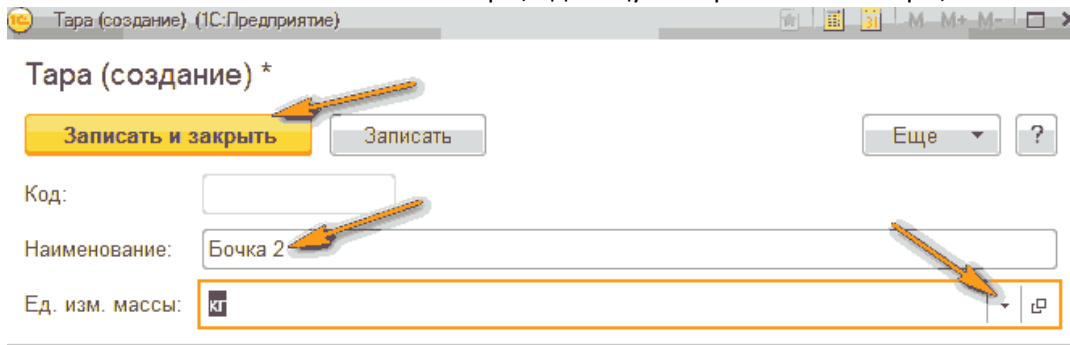 Тара (создание) (1С:Предприятие) M M+ M-
Тара (создание) *
Записать и закрыть Записать Еще ?
Код:
Наименование: Бочка 2
Ед. изм. массы: кг